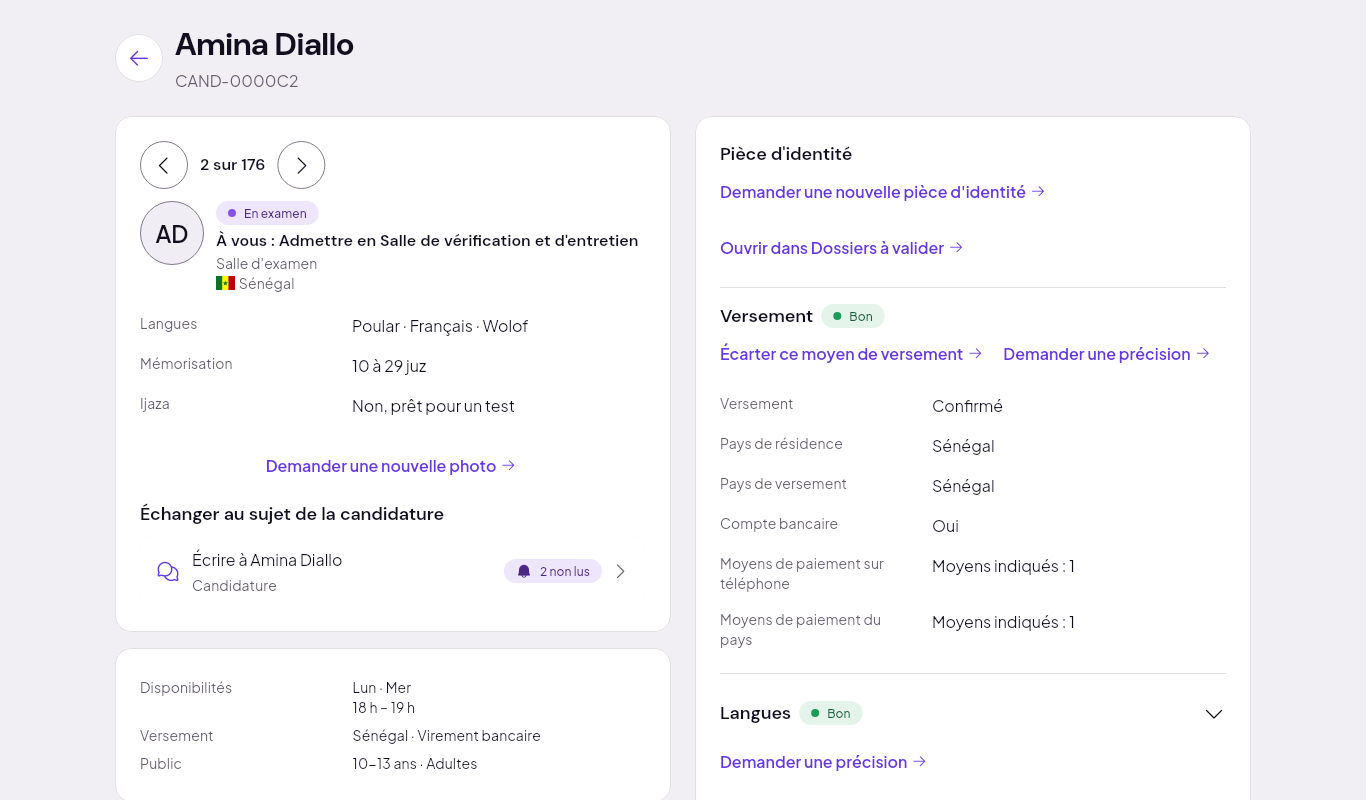 Amina Diallo
CAND-0000C2
2 sur 176
AD
En examen
À vous : Admettre en Salle de vérification et d'entretien
Salle d'examen
Sénégal
Langues
Poular · Français · Wolof
Mémorisation
10 à 29 juz
Ijaza
Non, prêt pour un test
Demander une nouvelle photo
Échanger au sujet de la candidature
Écrire à Amina Diallo
Candidature
2 non lus
Disponibilités
Lun · Mer
18 h – 19 h
Versement
Sénégal · Virement bancaire
Public
10–13 ans · Adultes
Pièce d'identité
Demander une nouvelle pièce d'identité
Ouvrir dans Dossiers à valider
Versement
Bon
Écarter ce moyen de versement
Demander une précision
Versement
Confirmé
Pays de résidence
Sénégal
Pays de versement
Sénégal
Compte bancaire
Oui
Moyens de paiement sur
téléphone
Moyens indiqués : 1
Moyens de paiement du
pays
Moyens indiqués : 1
Langues
Bon
Demander une précision